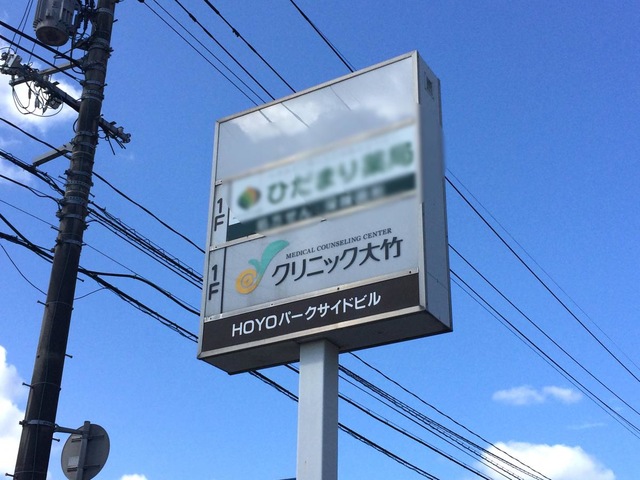 1F
ひだまり薬局
1F
MEDICAL COUNSELING CENTER
クリニック大竹
HOYOパークサイドビル